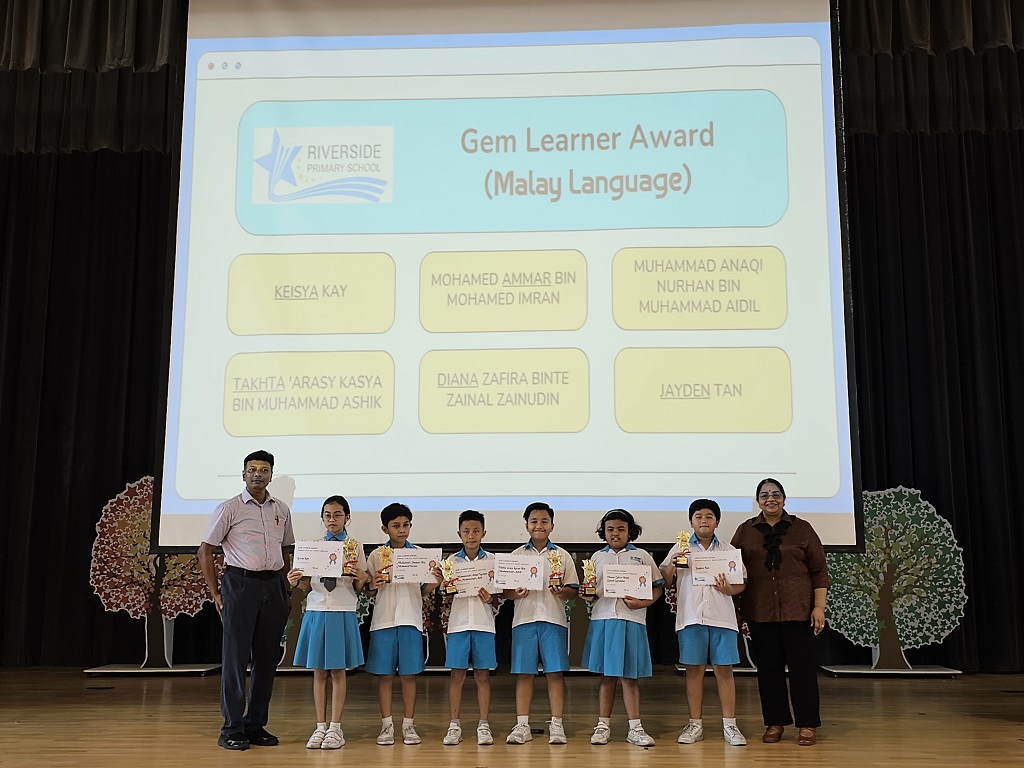 RIVERSIDE
PRIMARY SCHOOL
Gem Learner Award
(Malay Language)
KEISYA KAY
MOHAMED AMMAR BIN
MOHAMED IMRAN
MUHAMMAD ANAQI
NURHAN BIN
MUHAMMAD AIDIL
TAKHTA 'ARASY KASYA
BIN MUHAMMAD ASHIK
DIANA ZAFIRA BINTE
ZAINAL ZAINUDIN
JAYDEN TAN